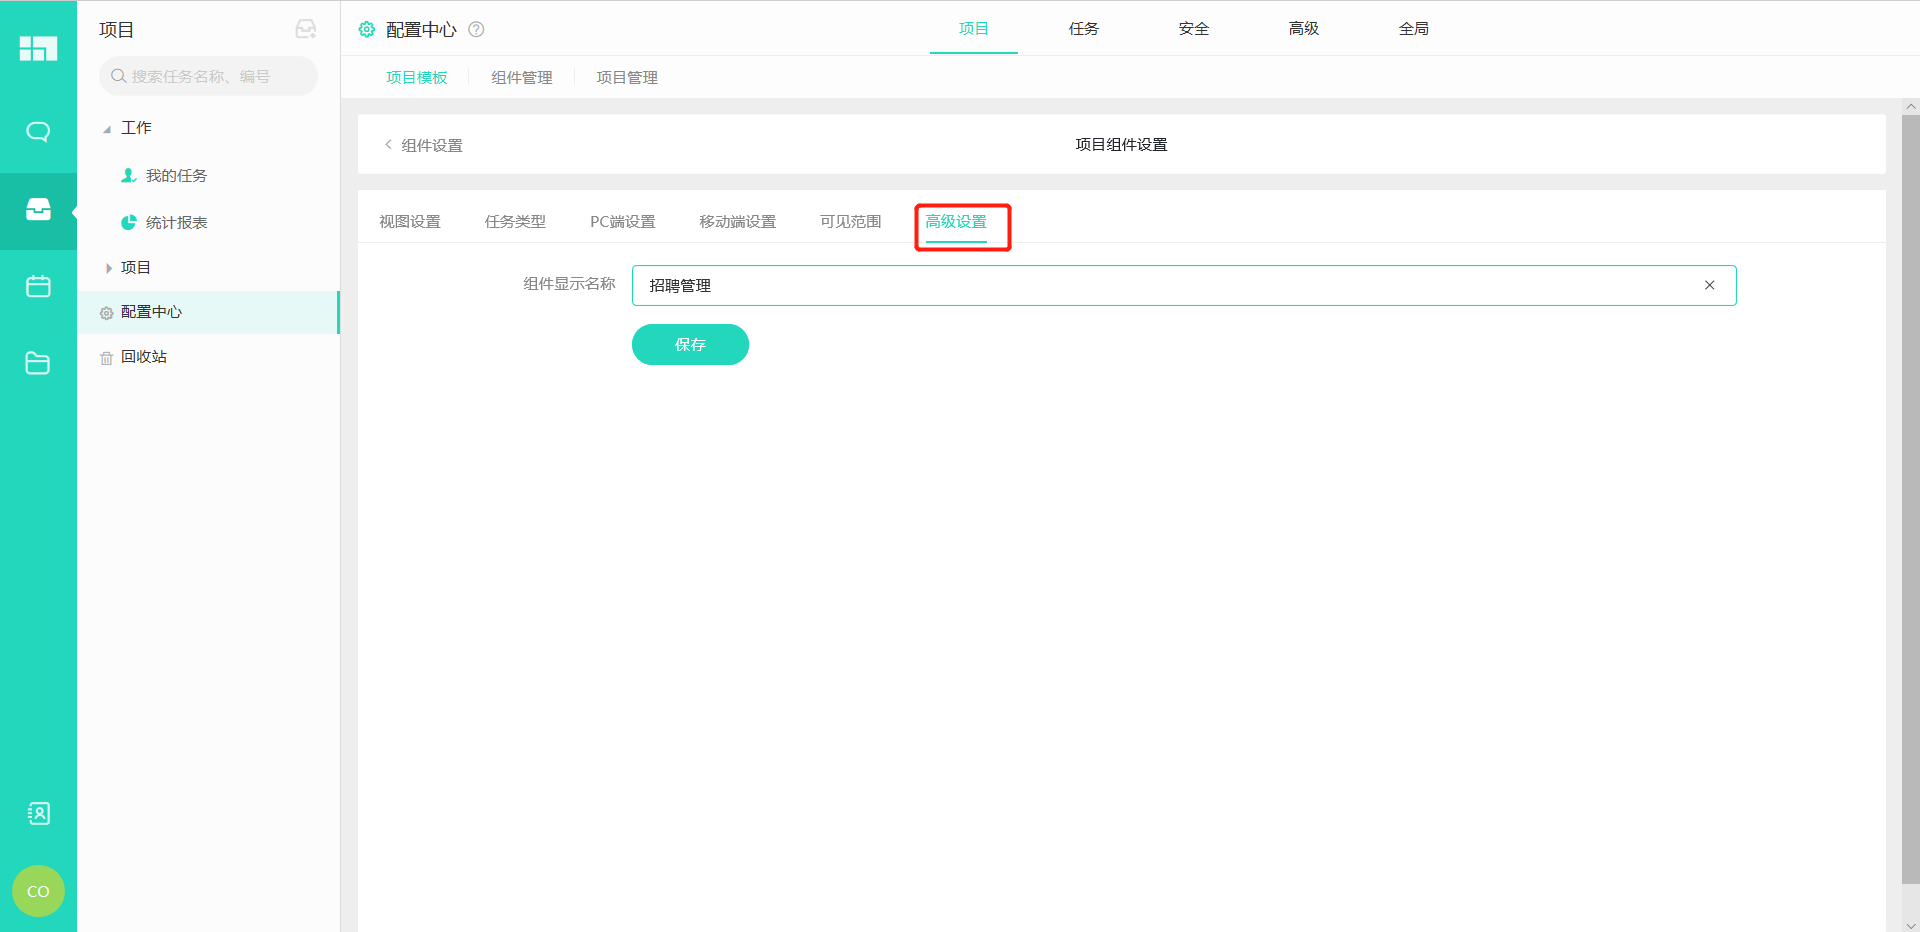 项目
搜索任务名称、编号
工作
我的任务
统计报表
项目
配置中心
回收站
CO
配置中心
项目 任务 安全 高级 全局
项目模板 组件管理 项目管理
组件设置 项目组件设置
视图设置 任务类型 PC端设置 移动端设置 可见范围 高级设置
组件显示名称 招聘管理
保存